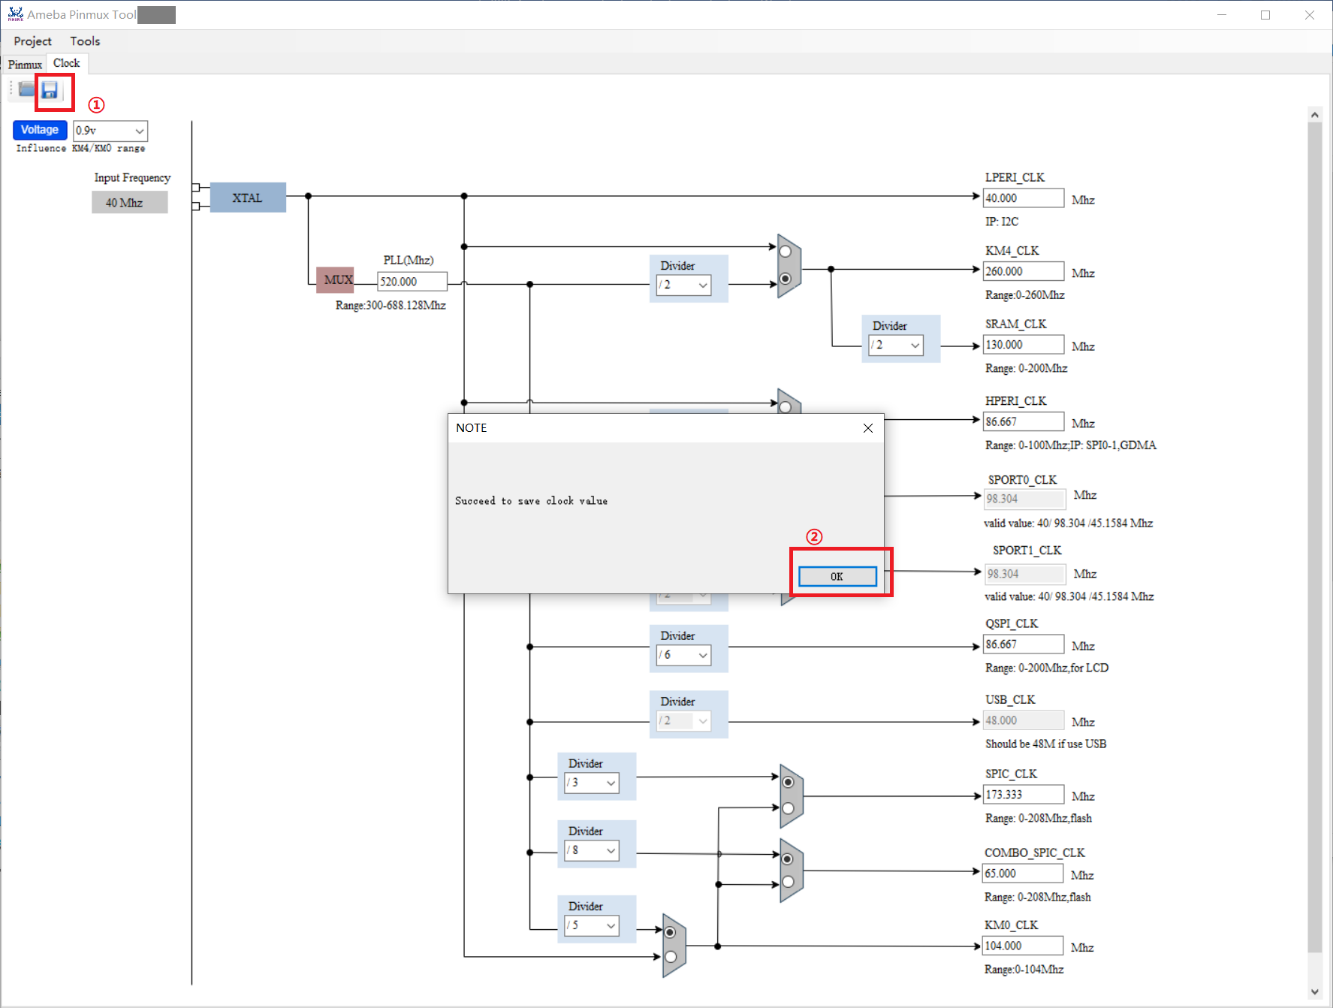 Ameba Pinmux Tool
Project Tools
Pinmux Clock
①
Voltage 0.9v
Influence KM4/KM0 range
Input Frequency
40 Mhz
XTAL
MUX
PLL(Mhz)
520.000
Range:300-688.128Mhz
Divider
/ 2
Divider
/ 2
LPERI_CLK
40.000 Mhz
IP: I2C
KM4_CLK
260.000 Mhz
Range:0-260Mhz
SRAM_CLK
130.000 Mhz
Range: 0-200Mhz
HPERI_CLK
86.667 Mhz
Range: 0-100Mhz;IP: SPI0-1,GDMA
NOTE
Succeed to save clock value
②
OK
SPORT0_CLK
98.304 Mhz
valid value: 40/ 98.304 /45.1584 Mhz
SPORT1_CLK
98.304 Mhz
valid value: 40/ 98.304 /45.1584 Mhz
/ 2
Divider
/ 6
QSPI_CLK
86.667 Mhz
Range: 0-200Mhz,for LCD
Divider
/ 2
USB_CLK
48.000 Mhz
Should be 48M if use USB
Divider
/ 3
SPIC_CLK
173.333 Mhz
Range: 0-208Mhz,flash
Divider
/ 8
COMBO_SPIC_CLK
65.000 Mhz
Range: 0-208Mhz,flash
Divider
/ 5
KM0_CLK
104.000 Mhz
Range:0-104Mhz